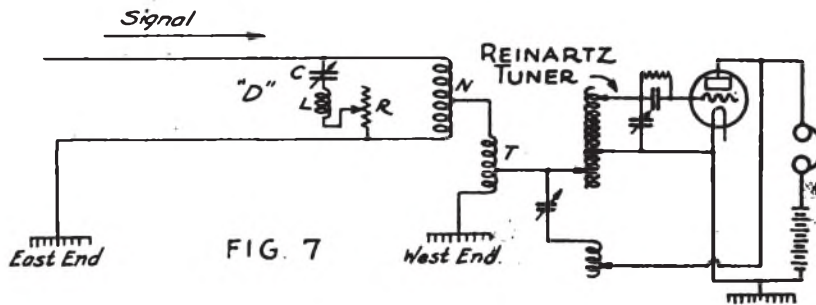 Signal
REINARTZ
TUNER
"D"
C
L
R
N
T
East End
FIG. 7
West End.